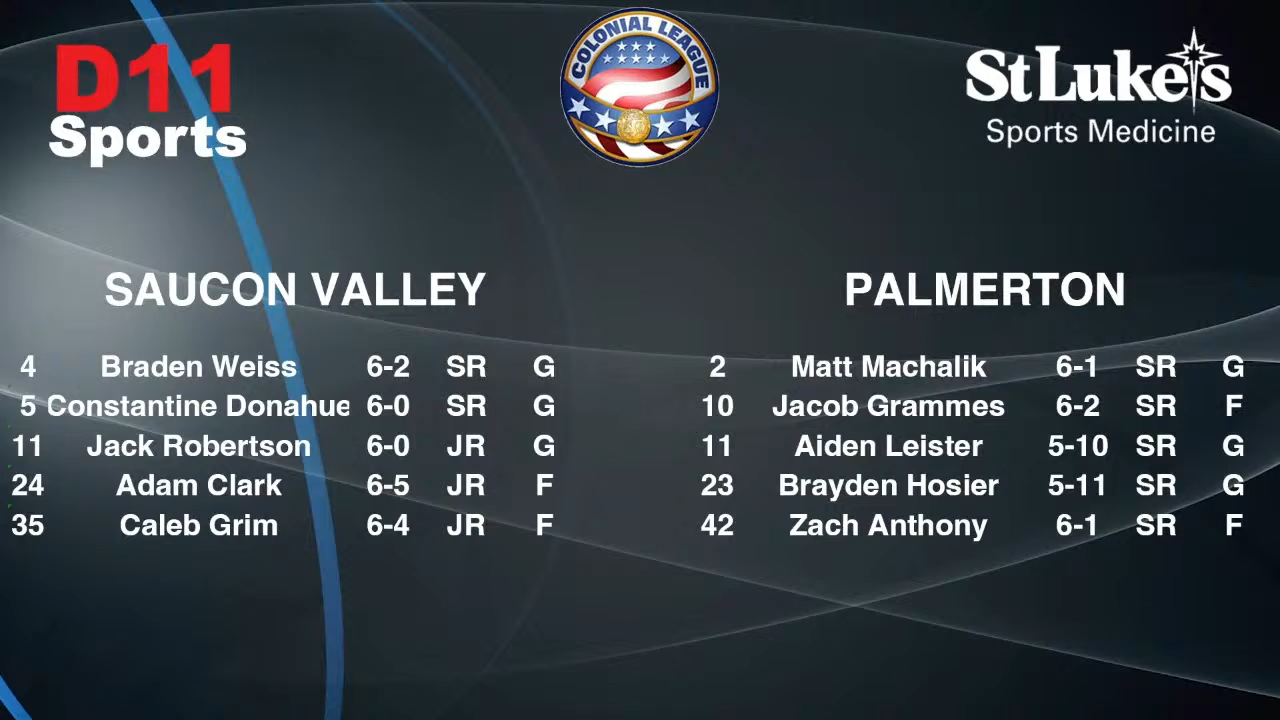 D11
Sports
COLONIAL LEAGUE
St Luke's
Sports Medicine
SAUCON VALLEY
4 Braden Weiss 6-2 SR G
5 Constantine Donahue 6-0 SR G
11 Jack Robertson 6-0 JR G
24 Adam Clark 6-5 JR F
35 Caleb Grim 6-4 JR F
PALMERTON
2 Matt Machalik 6-1 SR G
10 Jacob Grammes 6-2 SR F
11 Aiden Leister 5-10 SR G
23 Brayden Hosier 5-11 SR G
42 Zach Anthony 6-1 SR F